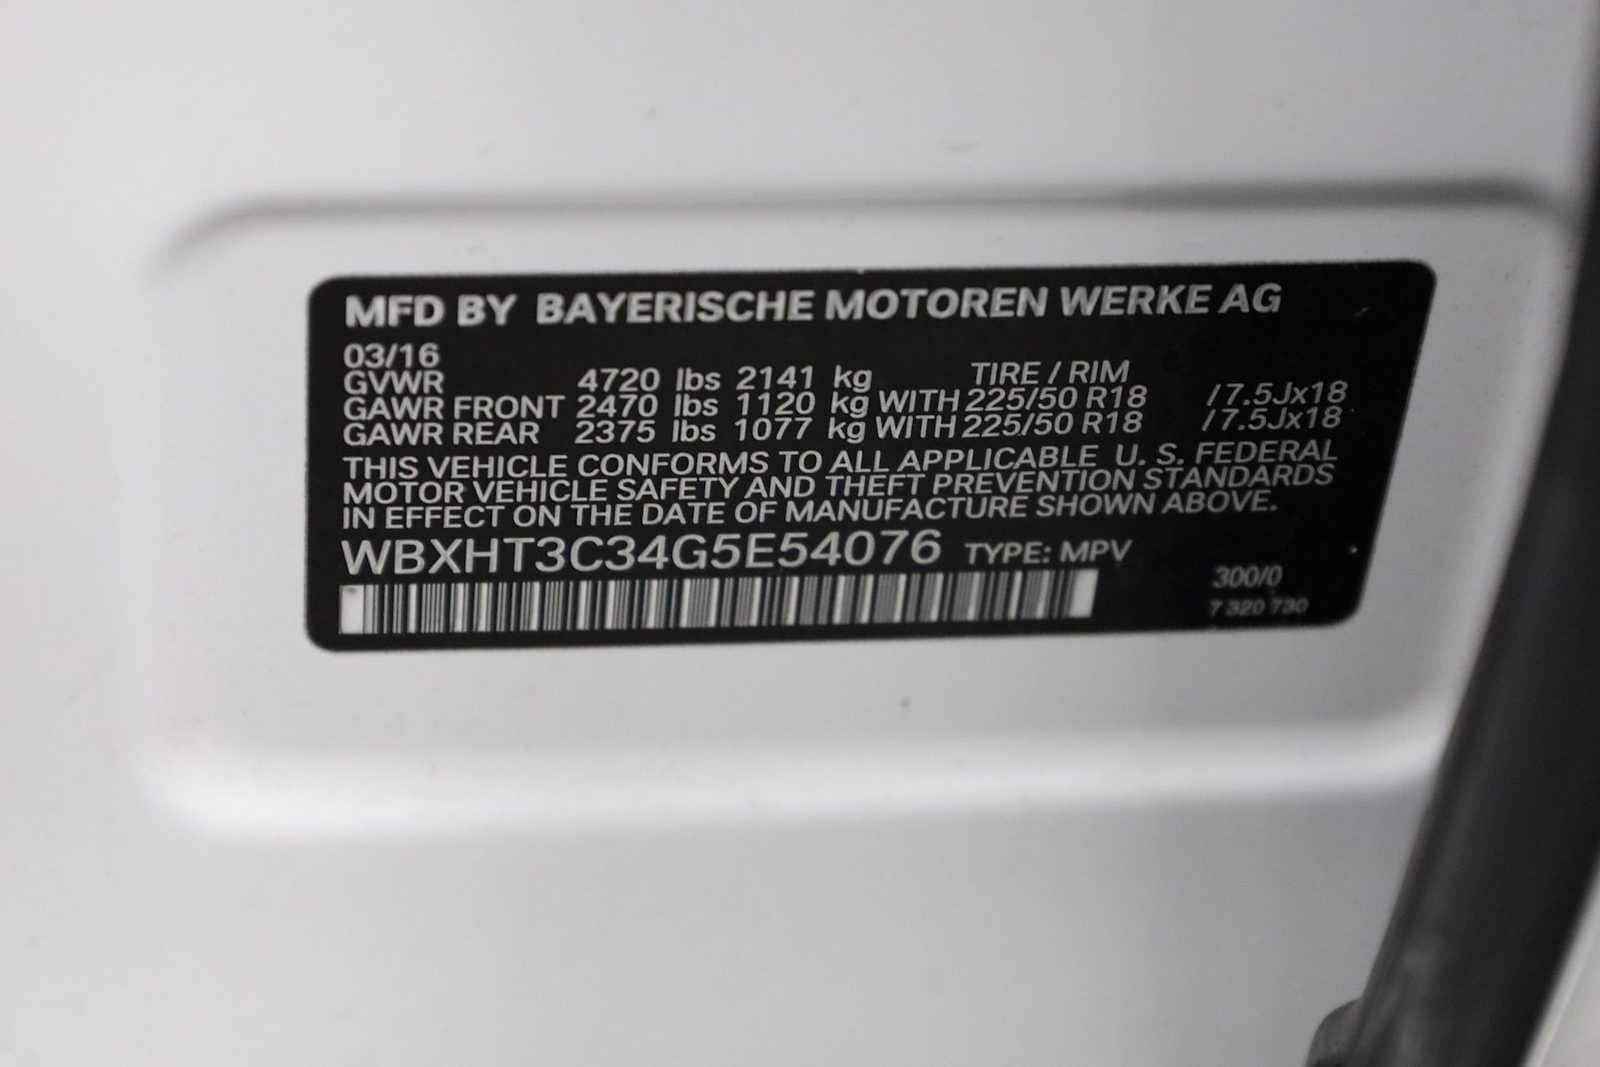 MFD BY BAYERISCHE MOTOREN WERKE AG
03/16
GVWR 4720 lbs 2141 kg TIRE / RIM
GAWR FRONT 2470 lbs 1120 kg WITH 225/50 R18 /7.5Jx18
GAWR REAR 2375 lbs 1077 kg WITH 225/50 R18 /7.5Jx18
THIS VEHICLE CONFORMS TO ALL APPLICABLE U. S. FEDERAL
MOTOR VEHICLE SAFETY AND THEFT PREVENTION STANDARDS
IN EFFECT ON THE DATE OF MANUFACTURE SHOWN ABOVE.
WBXHT3C34G5E54076 TYPE: MPV
300/0
7 320 730